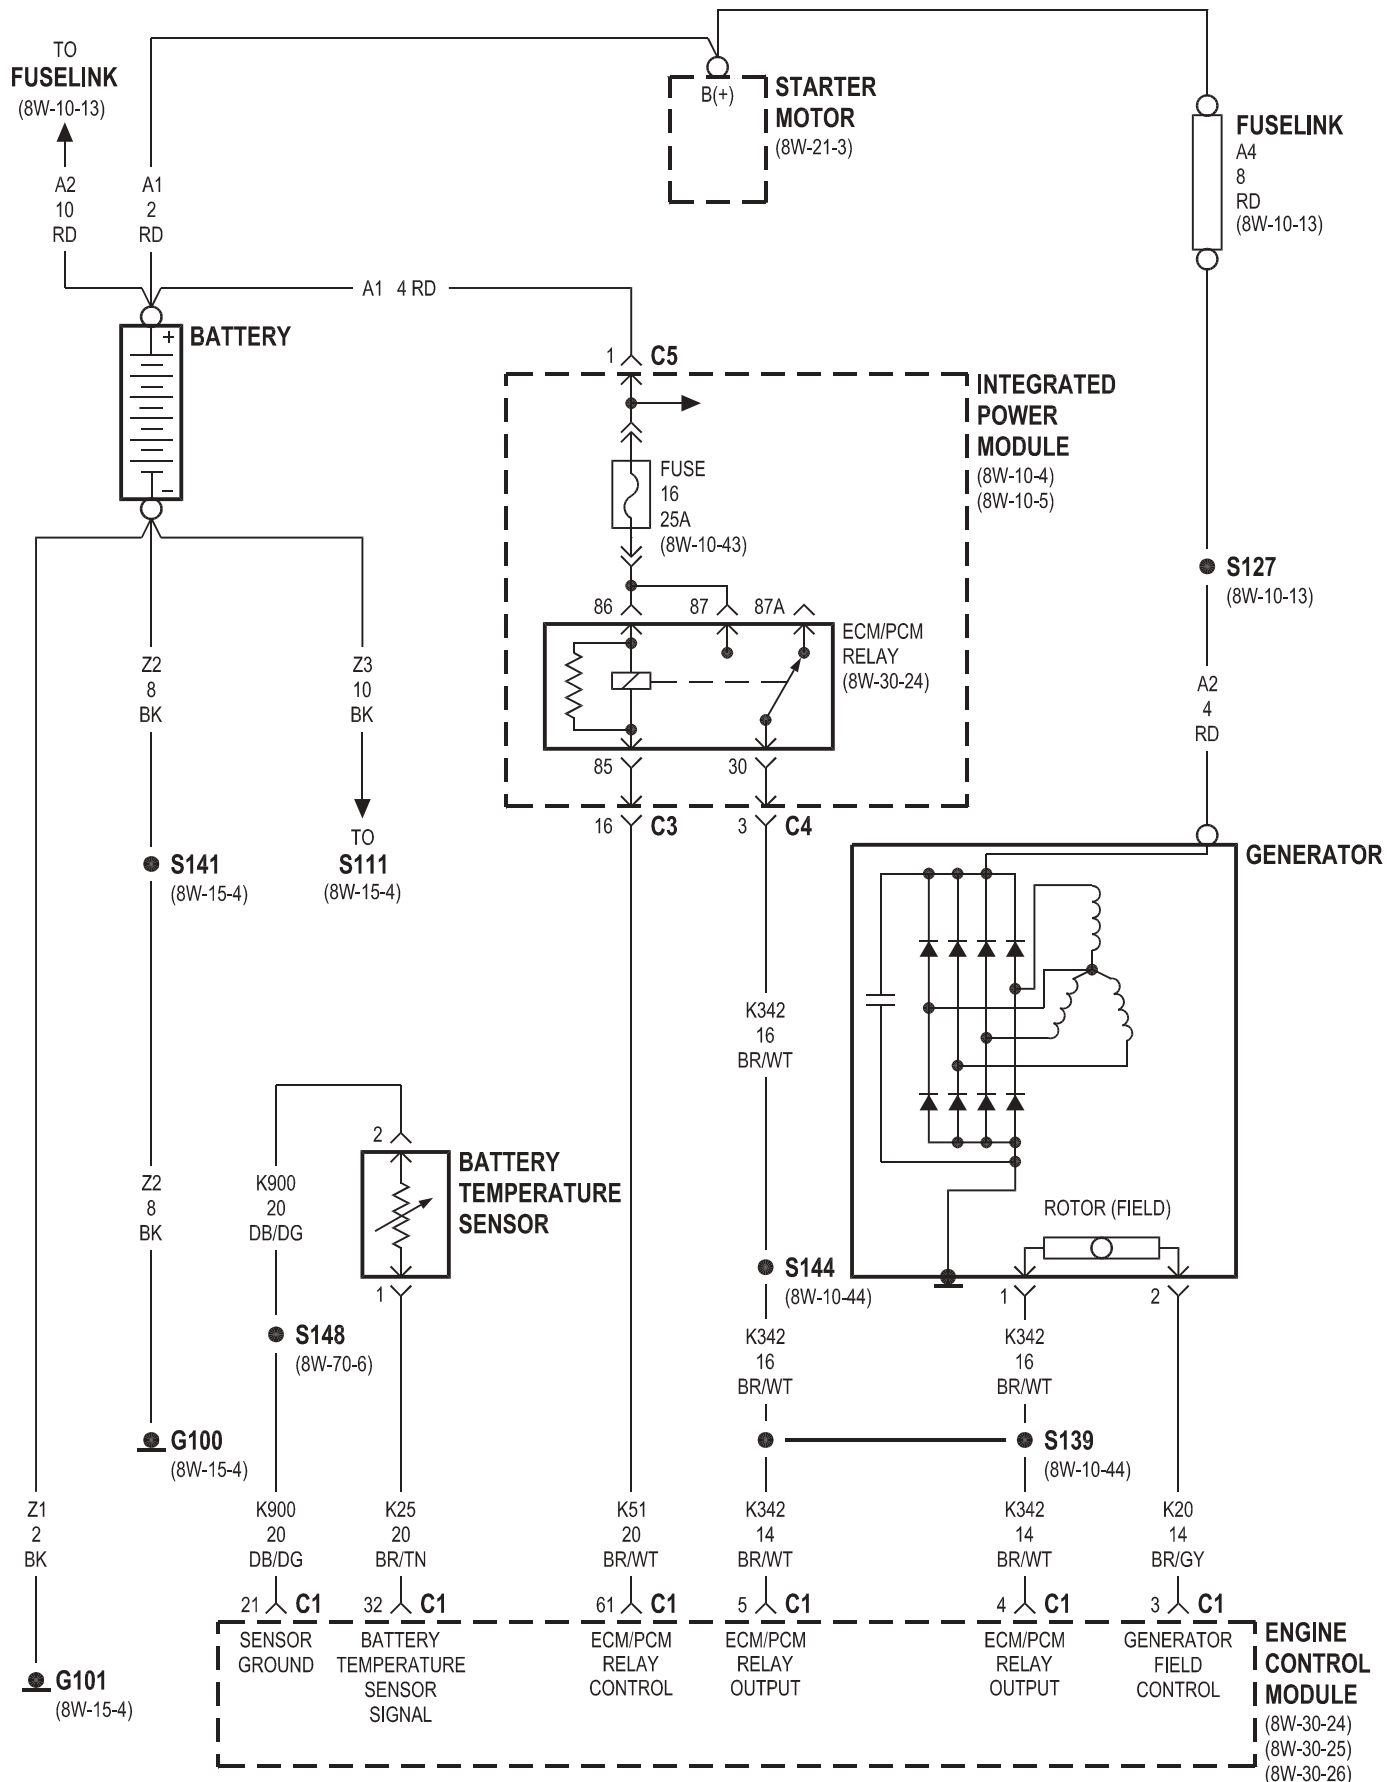 TO
FUSELINK
(8W-10-13)
A2
10
RD
A1
2
RD
B(+)
STARTER
MOTOR
(8W-21-3)
FUSELINK
A4
8
RD
(8W-10-13)
A1 4 RD
+
BATTERY
−
1
C5
INTEGRATED
POWER
MODULE
(8W-10-4)
(8W-10-5)
FUSE
16
25A
(8W-10-43)
86
87
87A
ECM/PCM
RELAY
(8W-30-24)
85
30
16
C3
3
C4
S127
(8W-10-13)
A2
4
RD
Z2
8
BK
Z3
10
BK
TO
S111
(8W-15-4)
S141
(8W-15-4)
GENERATOR
K342
16
BR/WT
2
BATTERY
TEMPERATURE
SENSOR
1
Z2
8
BK
K900
20
DB/DG
ROTOR (FIELD)
1
2
S144
(8W-10-44)
S148
(8W-70-6)
K342
16
BR/WT
K342
16
BR/WT
G100
(8W-15-4)
S139
(8W-10-44)
Z1
2
BK
K900
20
DB/DG
K25
20
BR/TN
K51
20
BR/WT
K342
14
BR/WT
K342
14
BR/WT
K20
14
BR/GY
21
C1
32
C1
61
C1
5
C1
4
C1
3
C1
SENSOR
GROUND
BATTERY
TEMPERATURE
SENSOR
SIGNAL
ECM/PCM
RELAY
CONTROL
ECM/PCM
RELAY
OUTPUT
ECM/PCM
RELAY
OUTPUT
GENERATOR
FIELD
CONTROL
ENGINE
CONTROL
MODULE
(8W-30-24)
(8W-30-25)
(8W-30-26)
G101
(8W-15-4)